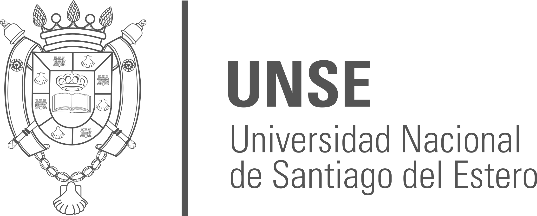 UNSE
Universidad Nacional
de Santiago del Estero